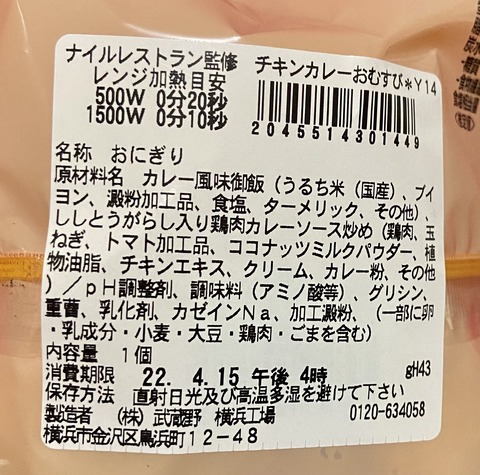 ナイルレストラン監修
レンジ加熱目安
500W 0分20秒
1500W 0分10秒
チキンカレーおむすび*Y14
2045514301449
名称 おにぎり
原材料名 カレー風味御飯（うるち米（国産）、ブイ
ヨン、澱粉加工品、食塩、ターメリック、その他）、
ししとうがらし入り鶏肉カレーソース炒め（鶏肉、玉
ねぎ、トマト加工品、ココナッツミルクパウダー、植
物油脂、チキンエキス、クリーム、カレー粉、その他
）／pH調整剤、調味料（アミノ酸等）、グリシン、
重曹、乳化剤、カゼインNa、加工澱粉、（一部に卵
・乳成分・小麦・大豆・鶏肉・ごまを含む）
内容量 1個
消費期限 22. 4.15 午後 4時 gH43
保存方法 直射日光及び高温多湿を避けて下さい
製造者 （株）武蔵野 横浜工場 0120-634058
横浜市金沢区鳥浜町12-48